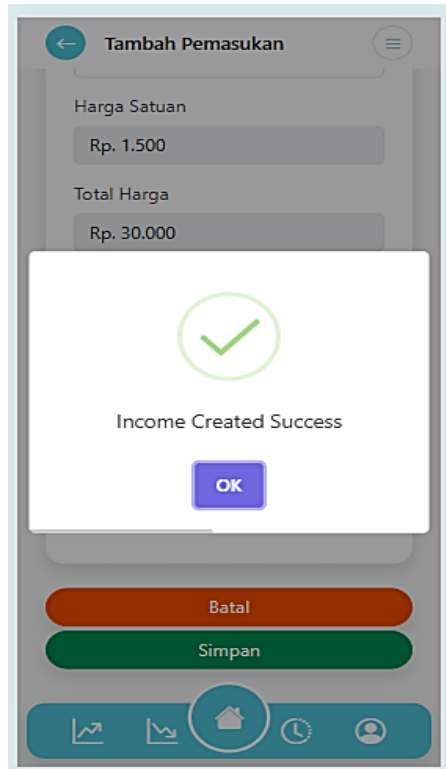 Tambah Pemasukan
Harga Satuan
Rp. 1.500
Total Harga
Rp. 30.000
Income Created Success
OK
Batal
Simpan